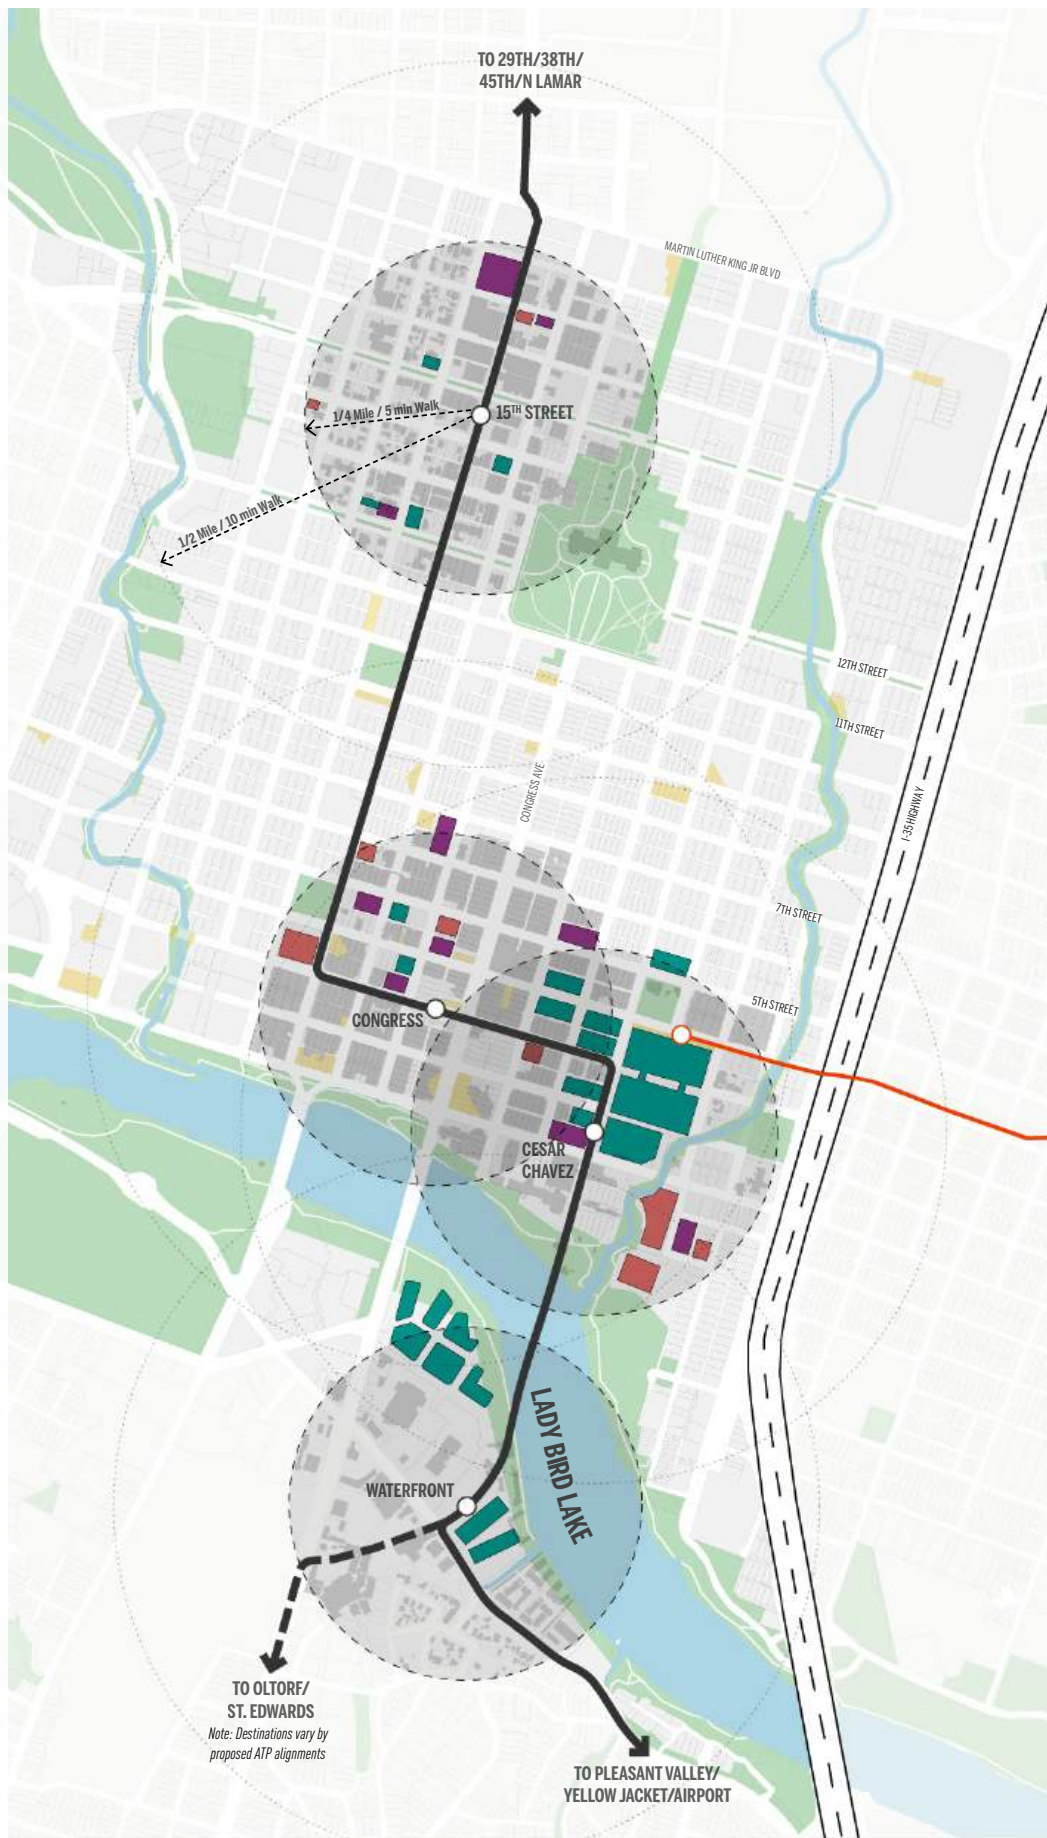 TO 29TH/38TH/
45TH/N LAMAR
MARTIN LUTHER KING JR BLVD
1/4 Mile / 5 min Walk
15TH STREET
1/2 Mile / 10 min Walk
12TH STREET
11TH STREET
CONGRESS AVE
I-35 HIGHWAY
7TH STREET
5TH STREET
CONGRESS
CESAR
CHAVEZ
LADY BIRD LAKE
WATERFRONT
TO OLTORF/
ST. EDWARDS
Note: Destinations vary by
proposed ATP alignments
TO PLEASANT VALLEY/
YELLOW JACKET/AIRPORT